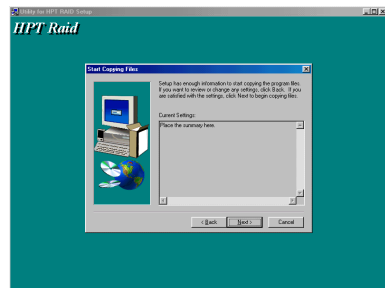 Utility for HPT RAID Setup
HPT Raid
Start Copying Files
Setup has enough information to start copying the program files.
If you want to review or change any settings, click Back. If you
are satisfied with the settings, click Next to begin copying files.
Current Settings:
Place the summary here.
< Back
Next >
Cancel